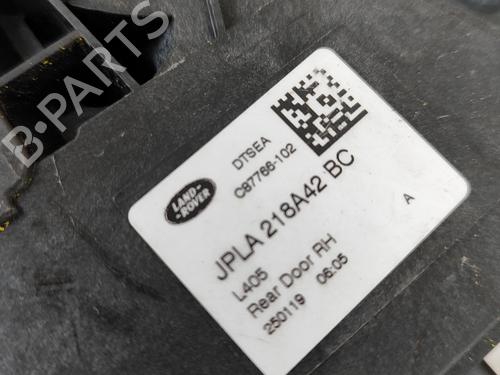 B-PARTS
LAND-
-ROVER
DTSEA
C87766-102
JPLA 218A42 BC
L405
Rear Door RH
250119 06:05
A